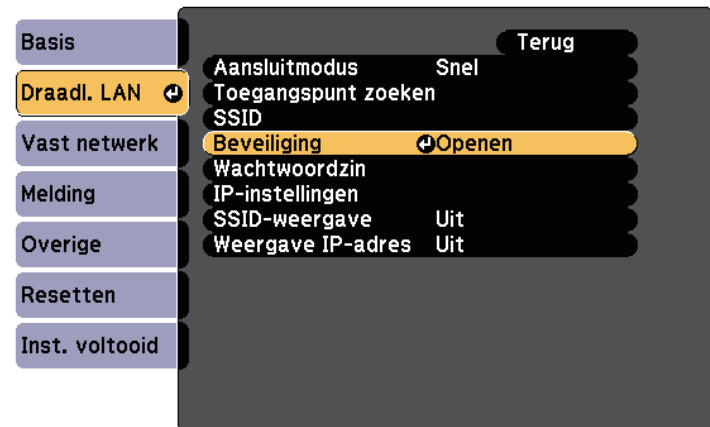 Basis
Draadl. LAN
Vast netwerk
Melding
Overige
Resetten
Inst. voltooid
Terug
Aansluitmodus Snel
Toegangspunt zoeken
SSID
Beveiliging Openen
Wachtwoordzin
IP-instellingen
SSID-weergave Uit
Weergave IP-adres Uit